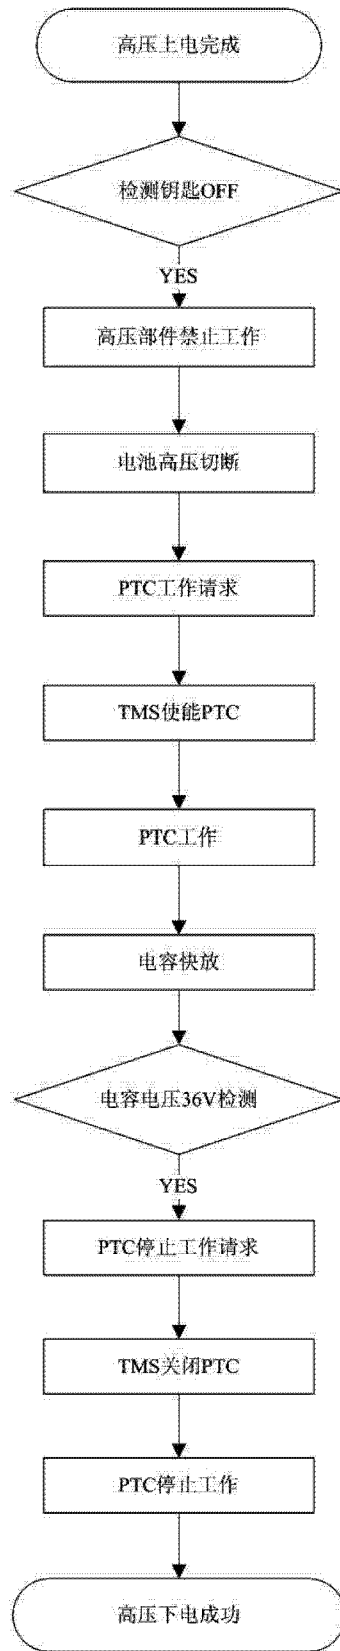 高压上电完成
检测钥匙OFF
YES
高压部件禁止工作
电池高压切断
PTC工作请求
TMS使能PTC
PTC工作
电容快放
电容电压36V检测
YES
PTC停止工作请求
TMS关闭PTC
PTC停止工作
高压下电成功